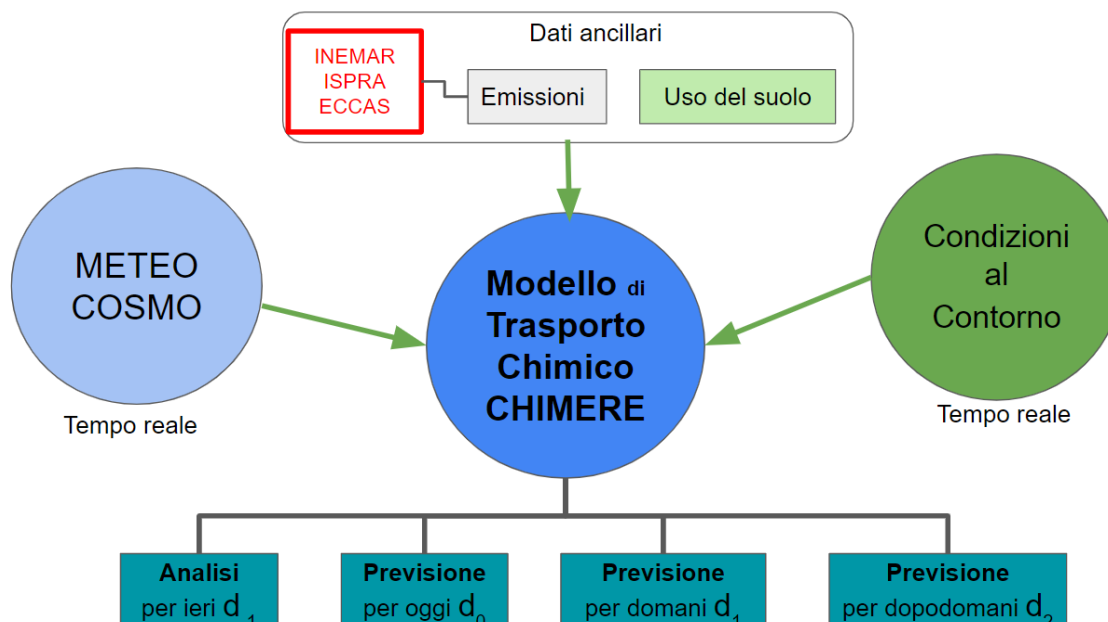 Dati ancillari
INEMAR
ISPRA
ECCAS
Emissioni
Uso del suolo
METEO
COSMO
Tempo reale
Modello di
Trasporto
Chimico
CHIMERE
Condizioni
al
Contorno
Tempo reale
Analisi
per ieri d-1
Previsione
per oggi d0
Previsione
per domani d1
Previsione
per dopodomani d2